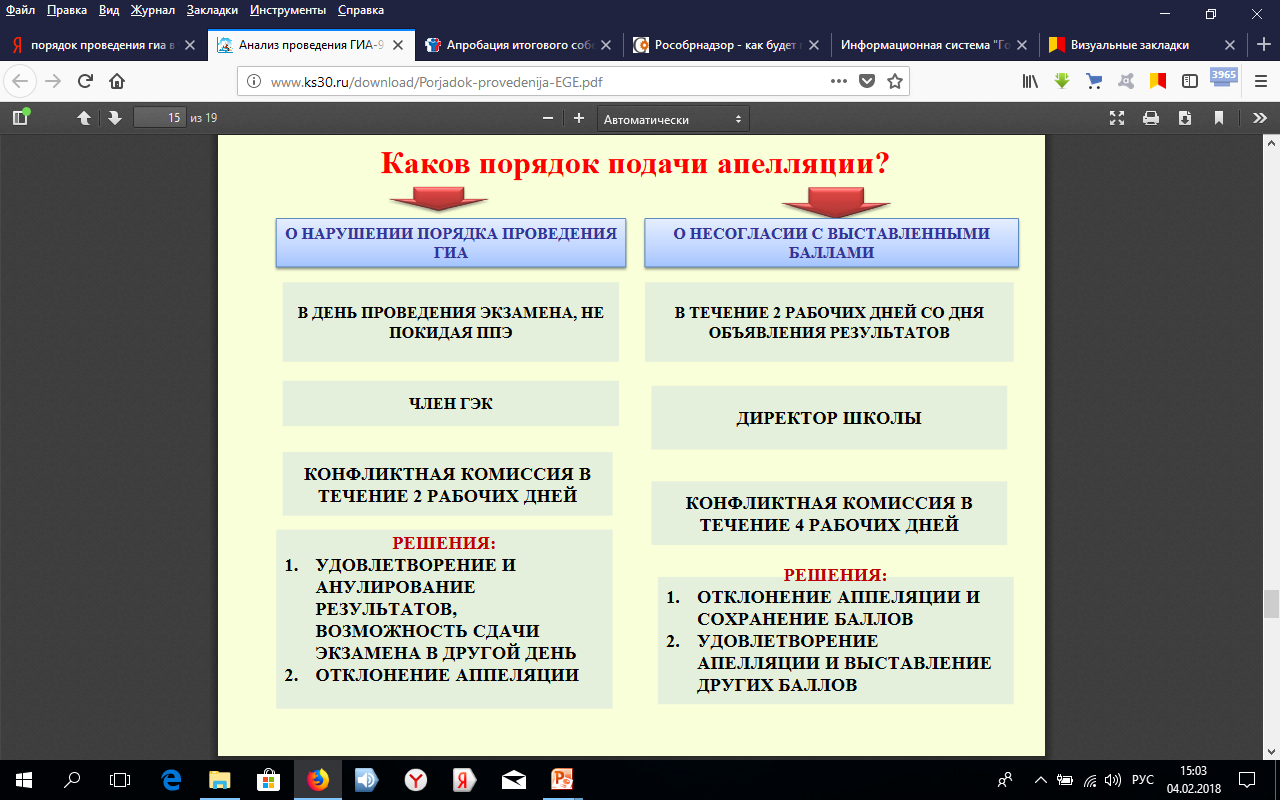 Файл Правка Вид Журнал Закладки Инструменты Справка
порядок проведения гиа в
Анализ проведения ГИА-9
Апробация итогового собе
Рособрнадзор - как будет
Информационная система "Го
Визуальные закладки
www.ks30.ru/download/Porjadok-provedenija-EGE.pdf
3965
15 из 19
Автоматически
Каков порядок подачи апелляции?
О НАРУШЕНИИ ПОРЯДКА ПРОВЕДЕНИЯ
ГИА
В ДЕНЬ ПРОВЕДЕНИЯ ЭКЗАМЕНА, НЕ
ПОКИДАЯ ППЭ
ЧЛЕН ГЭК
КОНФЛИКТНАЯ КОМИССИЯ В
ТЕЧЕНИЕ 2 РАБОЧИХ ДНЕЙ
РЕШЕНИЯ:
1. УДОВЛЕТВОРЕНИЕ И
АНУЛИРОВАНИЕ
РЕЗУЛЬТАТОВ,
ВОЗМОЖНОСТЬ СДАЧИ
ЭКЗАМЕНА В ДРУГОЙ ДЕНЬ
2. ОТКЛОНЕНИЕ АППЕЛЯЦИИ
О НЕСОГЛАСИИ С ВЫСТАВЛЕННЫМИ
БАЛЛАМИ
В ТЕЧЕНИЕ 2 РАБОЧИХ ДНЕЙ СО ДНЯ
ОБЪЯВЛЕНИЯ РЕЗУЛЬТАТОВ
ДИРЕКТОР ШКОЛЫ
КОНФЛИКТНАЯ КОМИССИЯ В
ТЕЧЕНИЕ 4 РАБОЧИХ ДНЕЙ
РЕШЕНИЯ:
1. ОТКЛОНЕНИЕ АППЕЛЯЦИИ И
СОХРАНЕНИЕ БАЛЛОВ
2. УДОВЛЕТВОРЕНИЕ
АПЕЛЛЯЦИИ И ВЫСТАВЛЕНИЕ
ДРУГИХ БАЛЛОВ
РУС
15:03
04.02.2018